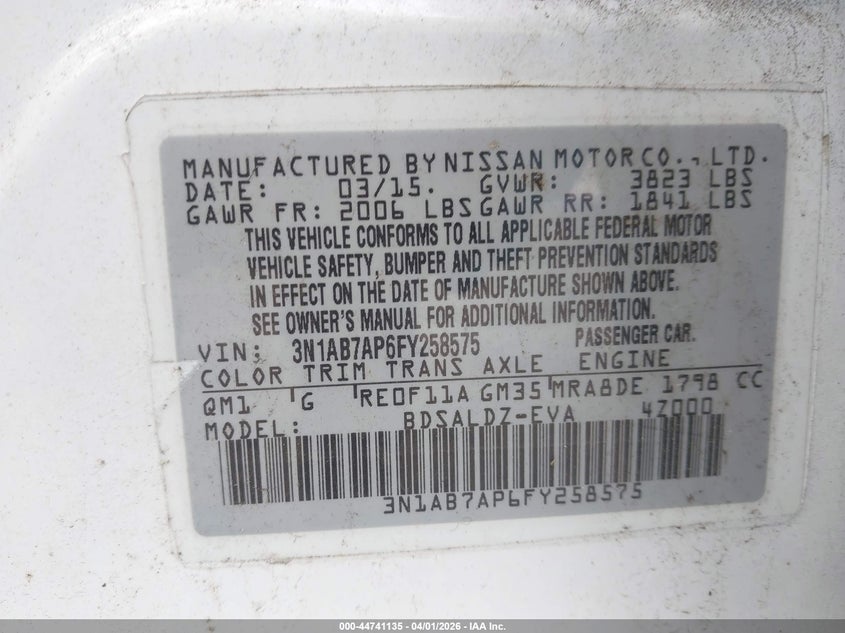 MANUFACTURED BY NISSAN MOTOR CO., LTD.
DATE: 03/15. GVWR: 3823 LBS
GAWR FR: 2006 LBS GAWR RR: 1841 LBS
THIS VEHICLE CONFORMS TO ALL APPLICABLE FEDERAL MOTOR
VEHICLE SAFETY, BUMPER AND THEFT PREVENTION STANDARDS
IN EFFECT ON THE DATE OF MANUFACTURE SHOWN ABOVE.
SEE OWNER'S MANUAL FOR ADDITIONAL INFORMATION.
VIN: 3N1AB7AP6FY258575 PASSENGER CAR.
COLOR TRIM TRANS AXLE ENGINE
QM1 G RE0F11A GM35 MRA8DE 1798 CC
MODEL: BDSALDZ-EVA 4Z000
3N1AB7AP6FY258575
000-44741135 - 04/01/2026 - IAA Inc.